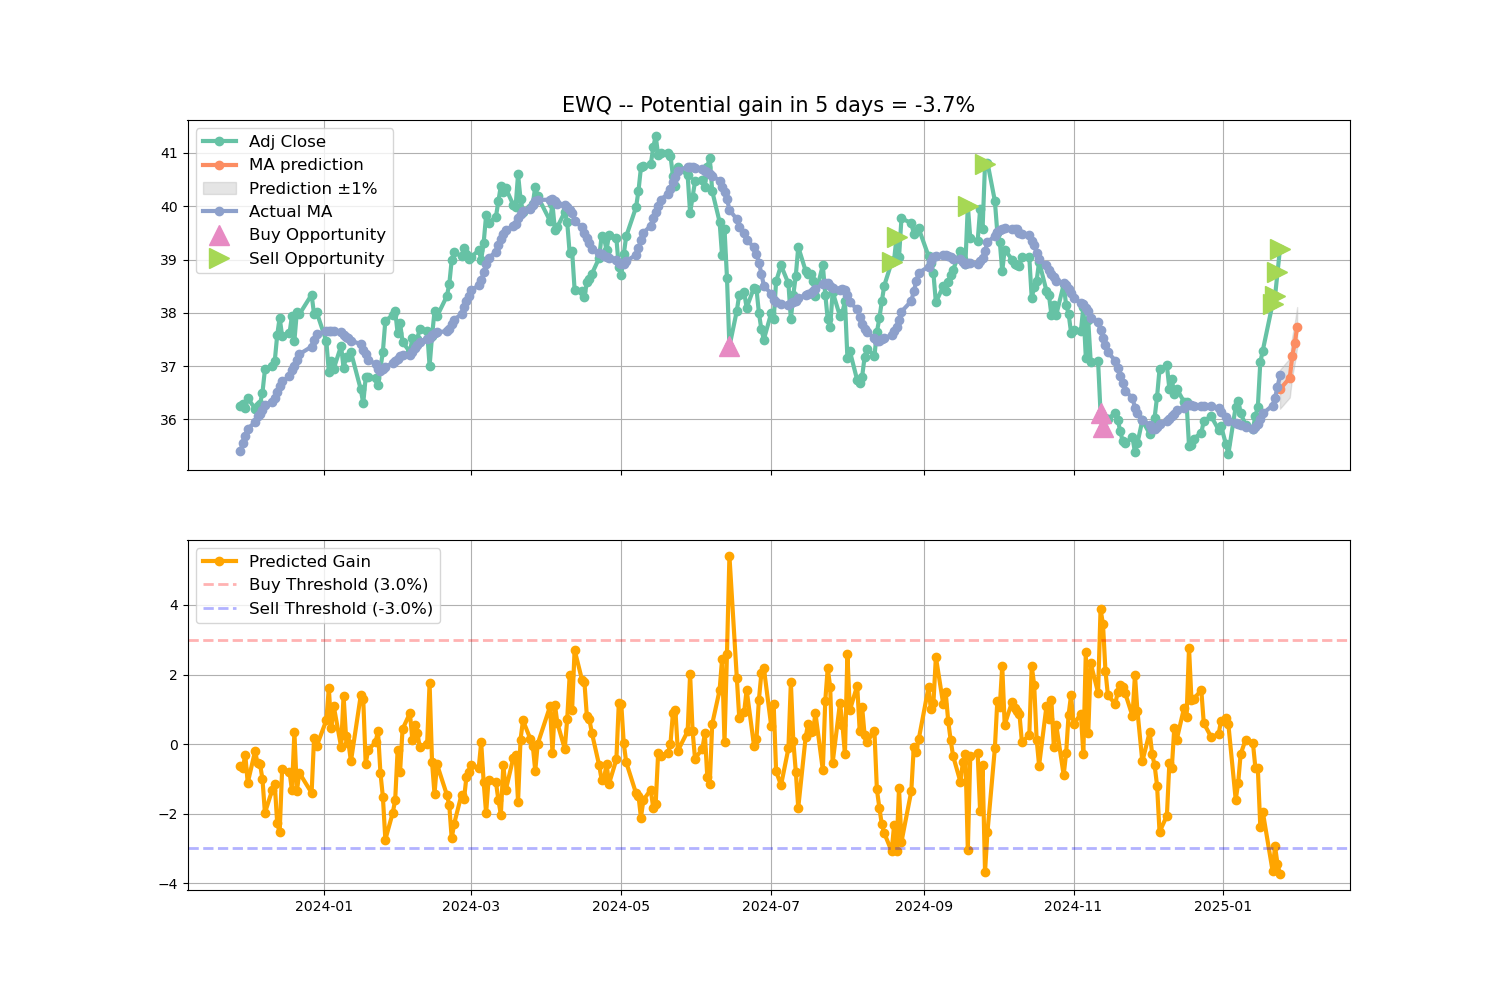 EWQ -- Potential gain in 5 days = -3.7%
Adj Close
MA prediction
Prediction ±1%
Actual MA
Buy Opportunity
Sell Opportunity
41
40
39
38
37
36
Predicted Gain
Buy Threshold (3.0%)
Sell Threshold (-3.0%)
4
2
0
−2
−4
2024-01 2024-03 2024-05 2024-07 2024-09 2024-11 2025-01